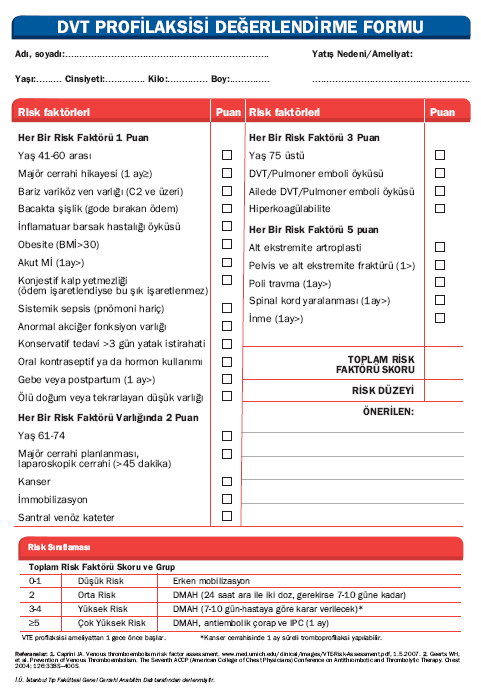 DVT PROFİLAKSİSİ DEĞERLENDİRME FORMU
Adı, soyadı:.................................................................... Yatış Nedeni/Ameliyat:
Yaşı:......... Cinsiyeti:............. Kilo:............. Boy:............. ....................................................
Risk faktörleri Puan Risk faktörleri Puan
Her Bir Risk Faktörü 1 Puan
Yaş 41-60 arası
Majör cerrahi hikayesi (1 ay≥)
Bariz variköz ven varlığı (C2 ve üzeri)
Bacakta şişlik (gode bırakan ödem)
İnflamatuar barsak hastalığı öyküsü
Obesite (BMİ>30)
Akut Mİ (1ay>)
Konjestif kalp yetmezliği
(ödem işaretlendiyse bu şık işaretlenmez)
Sistemik sepsis (pnömoni hariç)
Anormal akciğer fonksiyon varlığı
Konservatif tedavi >3 gün yatak istirahati
Oral kontraseptif ya da hormon kullanımı
Gebe veya postpartum (1 ay>)
Ölü doğum veya tekrarlayan düşük varlığı
Her Bir Risk Faktörü Varlığında 2 Puan
Yaş 61-74
Majör cerrahi planlanması,
laparoskopik cerrahi (>45 dakika)
Kanser
İmmobilizasyon
Santral venöz kateter
Her Bir Risk Faktörü 3 Puan
Yaş 75 üstü
DVT/Pulmoner emboli öyküsü
Ailede DVT/Pulmoner emboli öyküsü
Hiperkoagülabilite
Her Bir Risk Faktörü 5 puan
Alt ekstremite artroplasti
Pelvis ve alt ekstremite fraktürü (1>)
Poli travma (1ay>)
Spinal kord yaralanması (1ay>)
İnme (1ay>)
TOPLAM RİSK
FAKTÖRÜ SKORU
RİSK DÜZEYİ
ÖNERİLEN:
Risk Sınıflaması
Toplam Risk Faktörü Skoru ve Grup
0-1 Düşük Risk Erken mobilizasyon
2 Orta Risk DMAH (24 saat ara ile iki doz, gerekirse 7-10 güne kadar)
3-4 Yüksek Risk DMAH (7-10 gün-hastaya göre karar verilecek)*
≥5 Çok Yüksek Risk DMAH, antiembolik çorap ve IPC (1 ay)
VTE proflaksisi ameliyattan 1 gece önce başlar. *Kanser cerrahisinde 1 ay süreli tromboprofilaksi yapılabilir.
Referanslar: 1. Caprini JA. Venous thromboembolism risk factor assessment. www.med.umich.edu/clinical/images/VTERisk-Assessment.pdf, 1.5.2007. 2. Geerts WH,
et al. Prevention of Venous Thromboembolism. The Seventh ACCP (American College of Chest Physicians) Conference on Antithrombotic and Thrombolytic Therapy. Chest
2004; 126:338S–400S.
İ.Ü. İstanbul Tıp Fakültesi Genel Cerrahi Anabilim Dalı tarafından derlenmiştir.